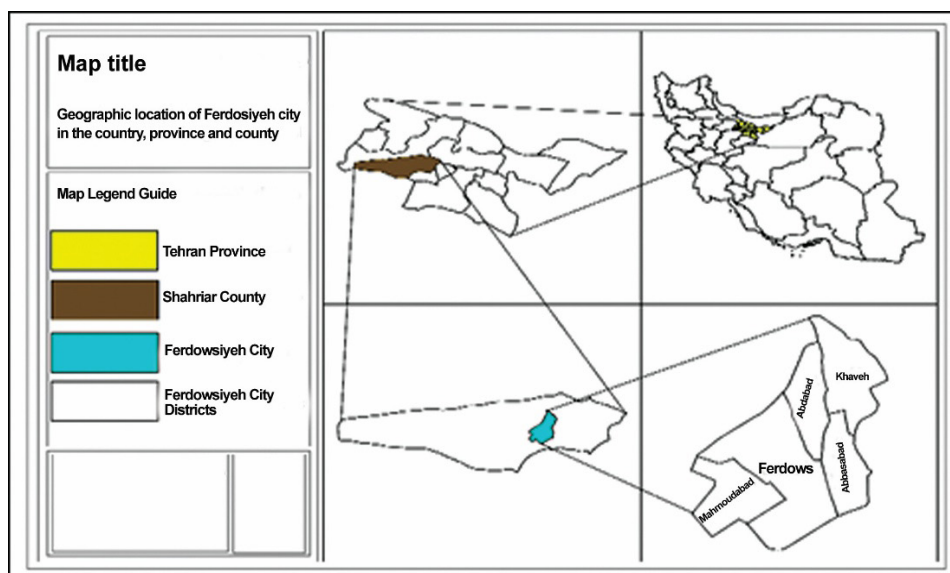 Map title
Geographic location of Ferdosiyeh city
in the country, province and county
Map Legend Guide
Tehran Province
Shahriar County
Ferdowsiyeh City
Ferdowsiyeh City
Districts
Khaveh
Abdabad
Ferdows
Abbasabad
Mahmoudabad